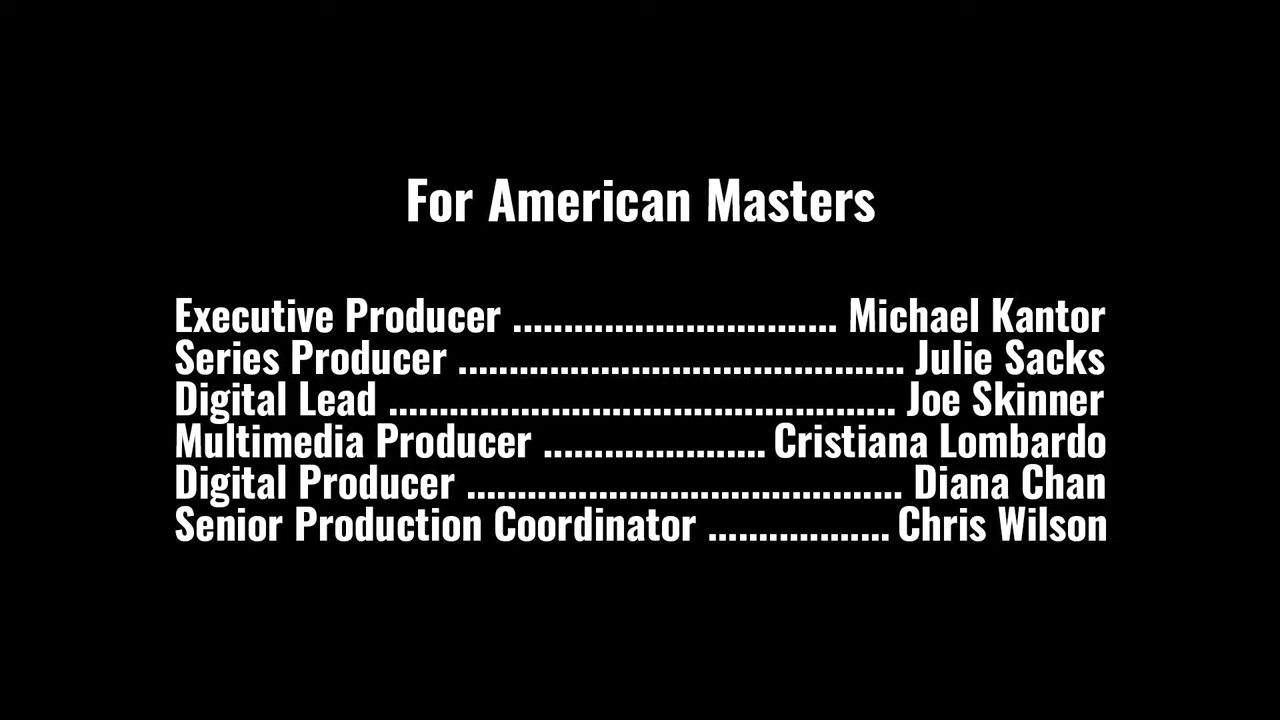 For American Masters
Executive Producer ................................ Michael Kantor
Series Producer ............................................ Julie Sacks
Digital Lead .................................................. Joe Skinner
Multimedia Producer ...................... Cristiana Lombardo
Digital Producer ........................................... Diana Chan
Senior Production Coordinator .................. Chris Wilson